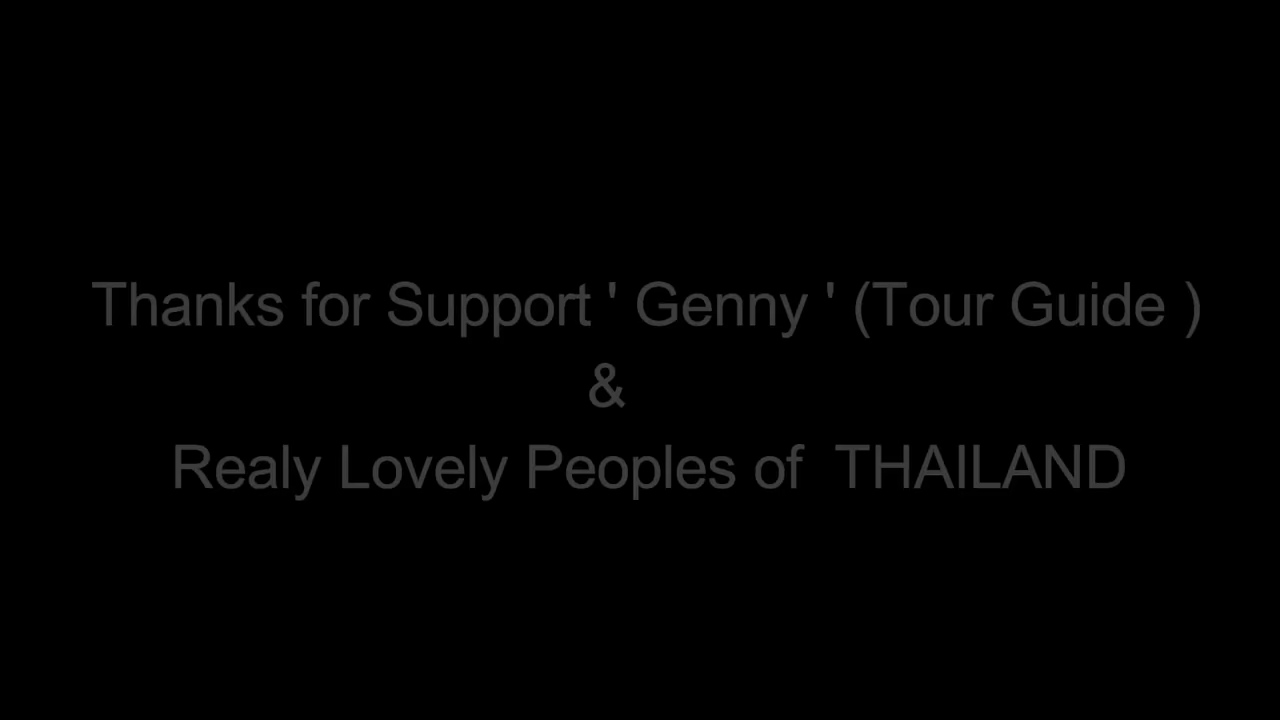 Thanks for Support ' Genny ' (Tour Guide )
&
Realy Lovely Peoples of THAILAND